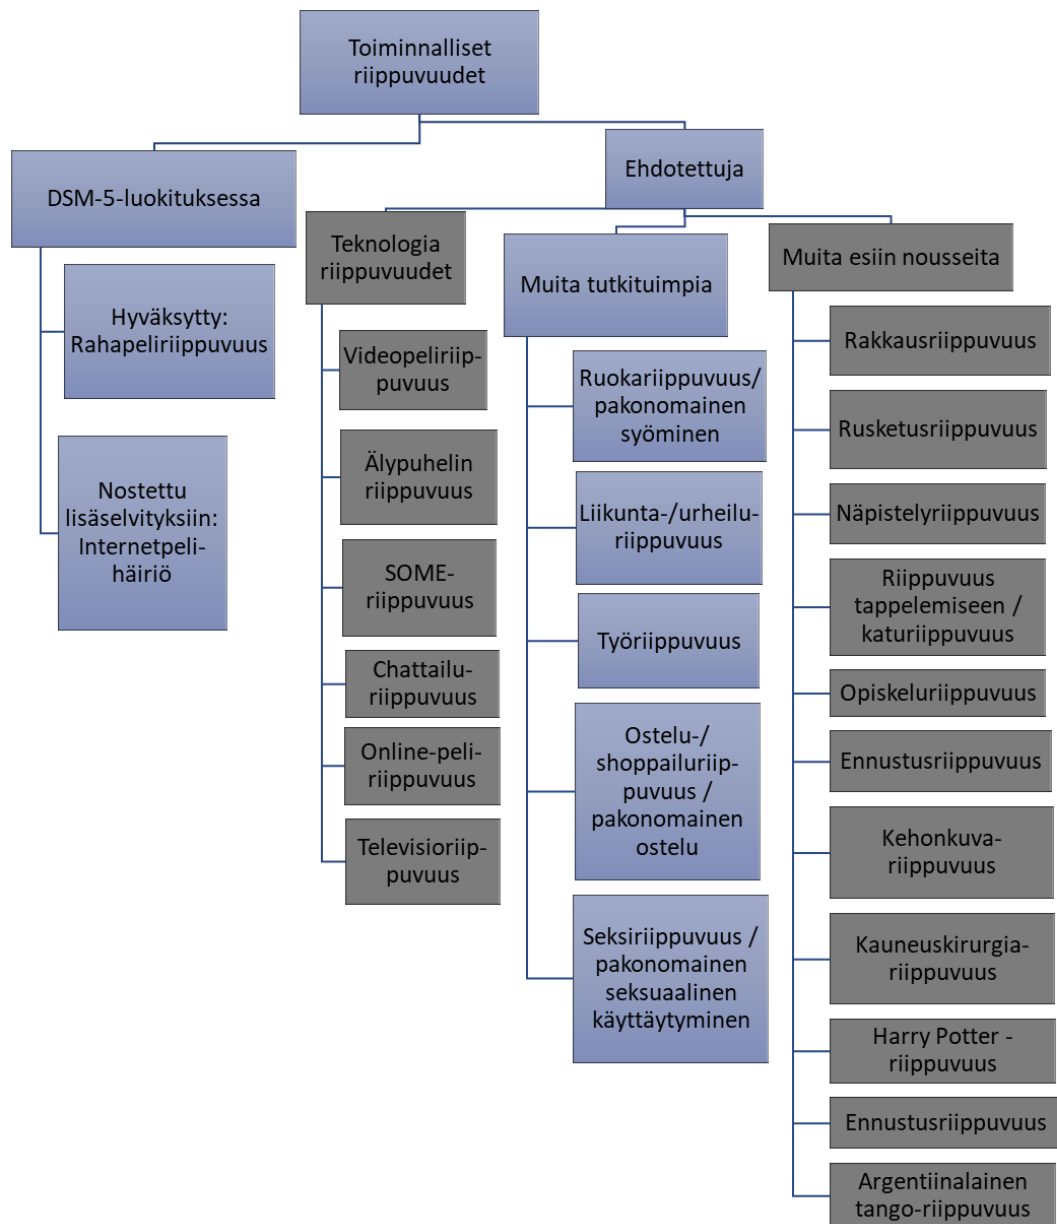 Toiminnalliset
riippuvuudet
DSM-5-luokituksessa
Hyväksytty:
Rahapeliriippuvuus
Nostettu
lisäselvityksiin:
Internetpeli-
häiriö
Ehdotettuja
Teknologia
riippuvuudet
Videopeliriip-
puvuus
Älypuhelin
riippuvuus
SOME-
riippuvuus
Chattailu-
riippuvuus
Online-peli-
riippuvuus
Televisioriip-
puvuus
Muita tutkituimpia
Ruokariippuvuus/
pakonomainen
syöminen
Liikunta-/urheilu-
riippuvuus
Työriippuvuus
Ostelu-/
shoppailuriip-
puvuus /
pakonomainen
ostelu
Seksiriippuvuus /
pakonomainen
seksuaalinen
käyttäytyminen
Muita esiin nousseita
Rakkausriippuvuus
Rusketusriippuvuus
Näpistelyriippuvuus
Riippuvuus
tappelemiseen /
katuriippuvuus
Opiskeluriippuvuus
Ennustusriippuvuus
Kehonkuva-
riippuvuus
Kauneuskirurgia-
riippuvuus
Harry Potter -
riippuvuus
Ennustusriippuvuus
Argentiinalainen
tango-riippuvuus